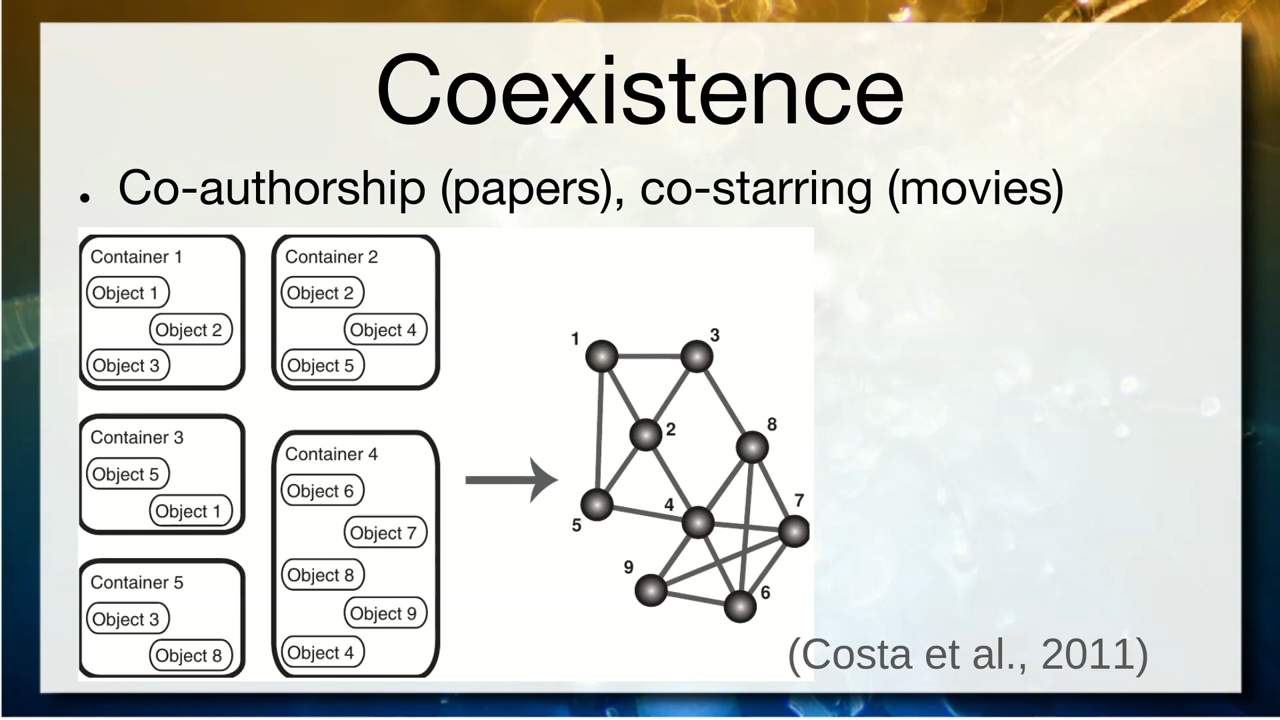 Coexistence
• Co-authorship (papers), co-starring (movies)
Container 1
Object 1
Object 2
Object 3
Container 2
Object 2
Object 4
Object 5
Container 3
Object 5
Object 1
Container 4
Object 6
Object 7
Object 8
Object 9
Object 4
Container 5
Object 3
Object 8
1
3
2
8
4
7
5
9
6
(Costa et al., 2011)